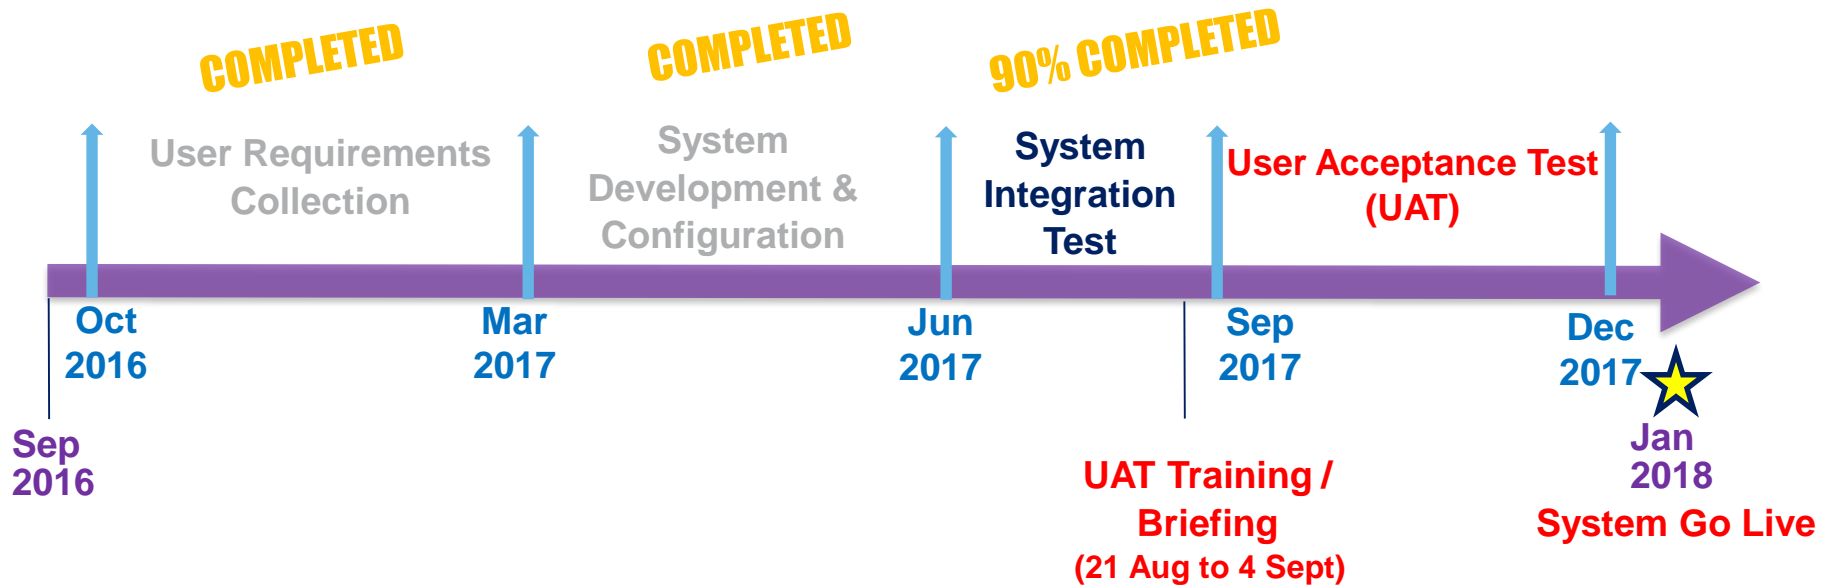 COMPLETED
COMPLETED
90% COMPLETED
User Requirements
Collection
System
Development &
Configuration
System
Integration
Test
User Acceptance Test
(UAT)
Oct
2016
Mar
2017
Jun
2017
Sep
2017
Dec
2017
Sep
2016
UAT Training /
Briefing
(21 Aug to 4 Sept)
Jan
2018
System Go Live